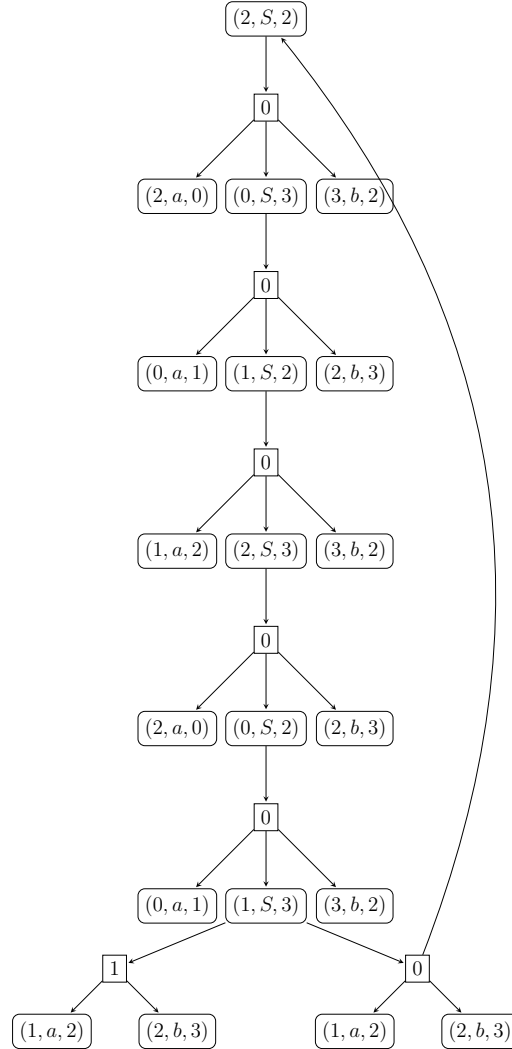 (2, S, 2)
0
(2, a, 0) (0, S, 3) (3, b, 2)
0
(0, a, 1) (1, S, 2) (2, b, 3)
0
(1, a, 2) (2, S, 3) (3, b, 2)
0
(2, a, 0) (0, S, 2) (2, b, 3)
0
(0, a, 1) (1, S, 3) (3, b, 2)
1 0
(1, a, 2) (2, b, 3) (1, a, 2) (2, b, 3)